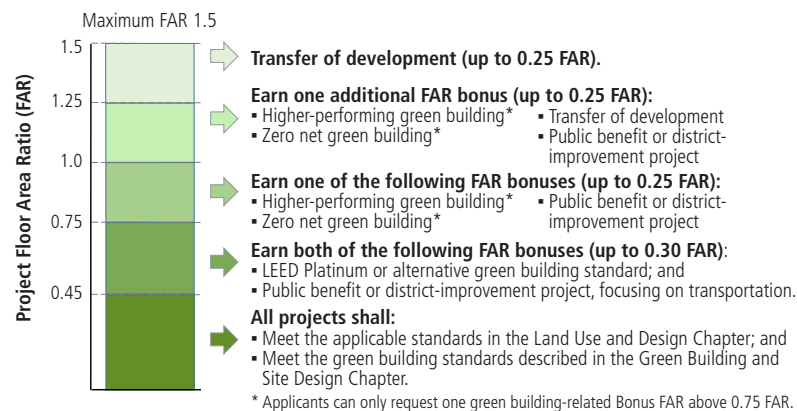 Maximum FAR 1.5
Project Floor Area Ratio (FAR)
1.5
1.25
1.0
0.75
0.45
Transfer of development (up to 0.25 FAR).
Earn one additional FAR bonus (up to 0.25 FAR):
▪ Higher-performing green building*
▪ Zero net green building*
▪ Transfer of development
▪ Public benefit or district-
improvement project
Earn one of the following FAR bonuses (up to 0.25 FAR):
▪ Higher-performing green building*
▪ Zero net green building*
▪ Public benefit or district-
improvement project
Earn both of the following FAR bonuses (up to 0.30 FAR):
▪ LEED Platinum or alternative green building standard; and
▪ Public benefit or district-improvement project, focusing on transportation.
All projects shall:
▪ Meet the applicable standards in the Land Use and Design Chapter; and
▪ Meet the green building standards described in the Green Building and
Site Design Chapter.
* Applicants can only request one green building-related Bonus FAR above 0.75 FAR.